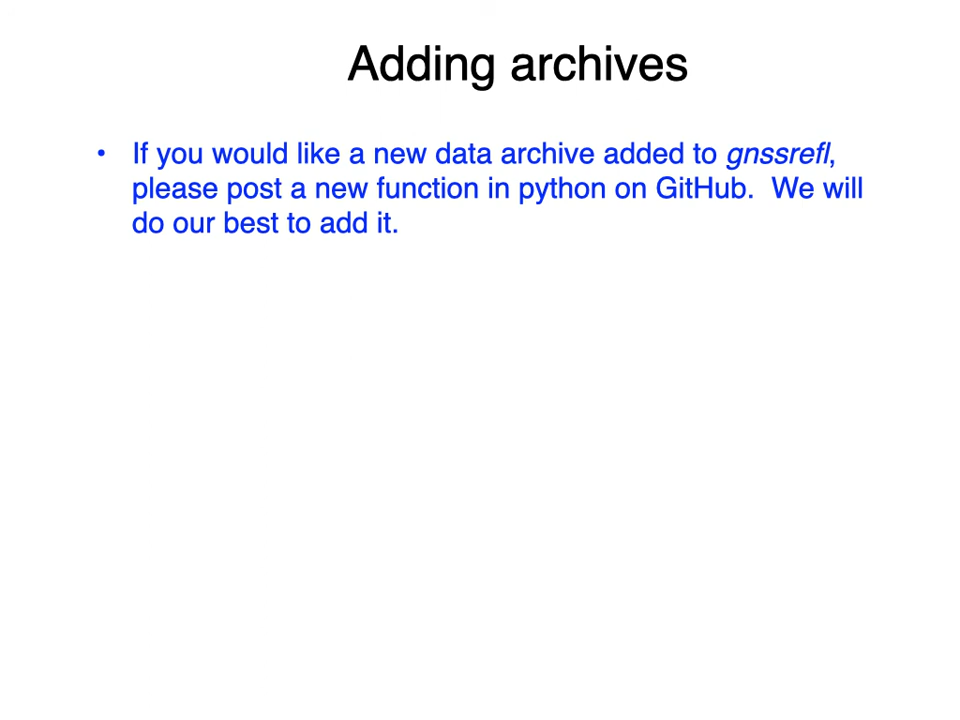 Adding archives
• If you would like a new data archive added to gnssrefl,
please post a new function in python on GitHub.  We will
do our best to add it.